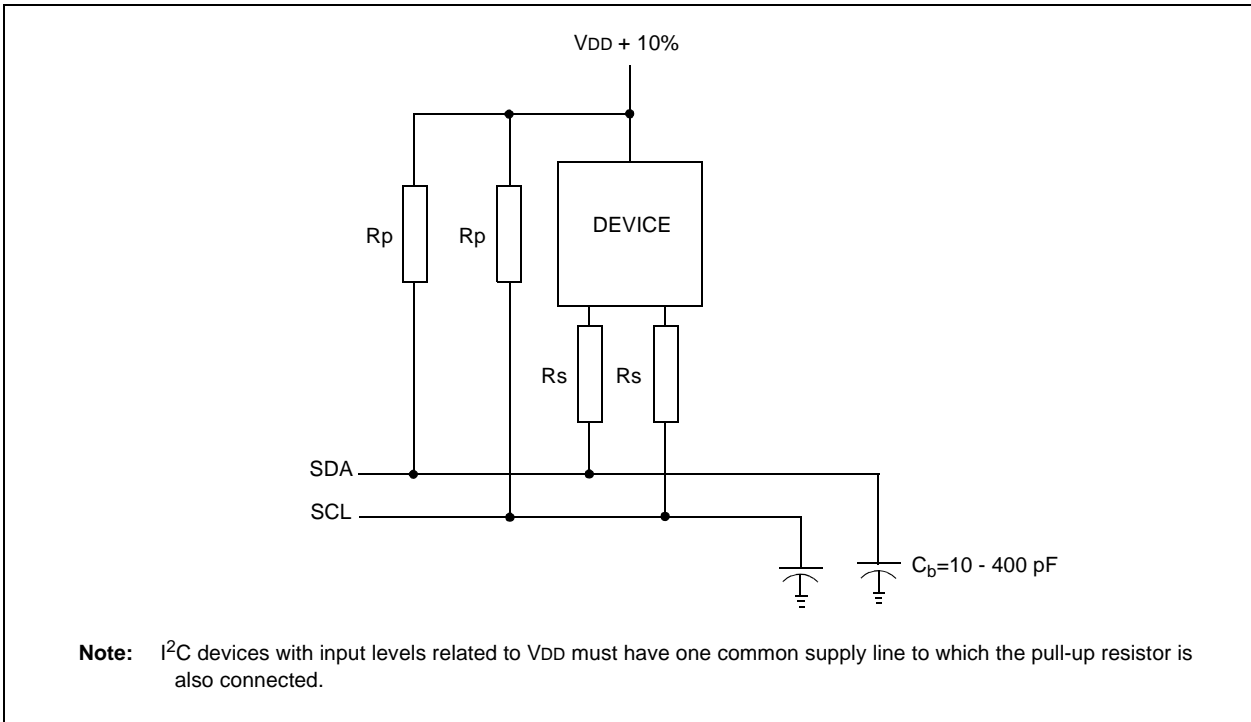 VDD + 10%
Rp
Rp
DEVICE
Rs
Rs
SDA
SCL
Cb=10 - 400 pF
Note: I2C devices with input levels related to VDD must have one common supply line to which the pull-up resistor is
also connected.